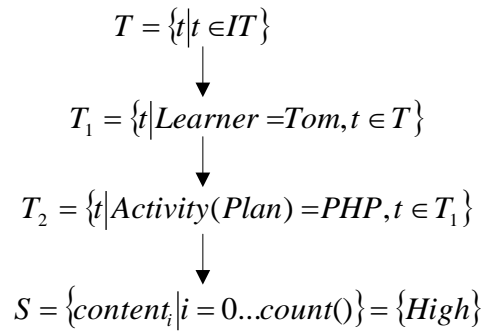 T = {t|t ∈ IT}
T₁ = {t|Learner = Tom, t ∈ T}
T₂ = {t|Activity(Plan) = PHP, t ∈ T₁}
S = {contentᵢ|i = 0...count()} = {High}